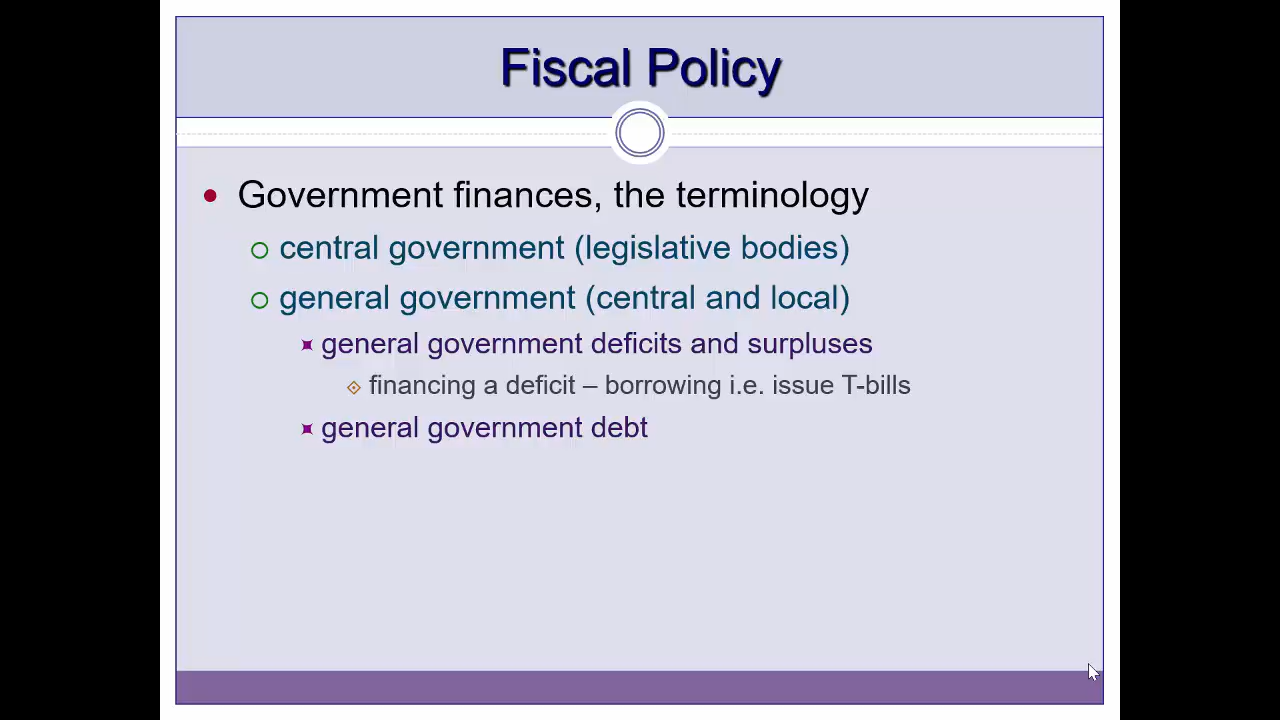 Fiscal Policy
Government finances, the terminology
central government (legislative bodies)
general government (central and local)
general government deficits and surpluses
financing a deficit – borrowing i.e. issue T-bills
general government debt